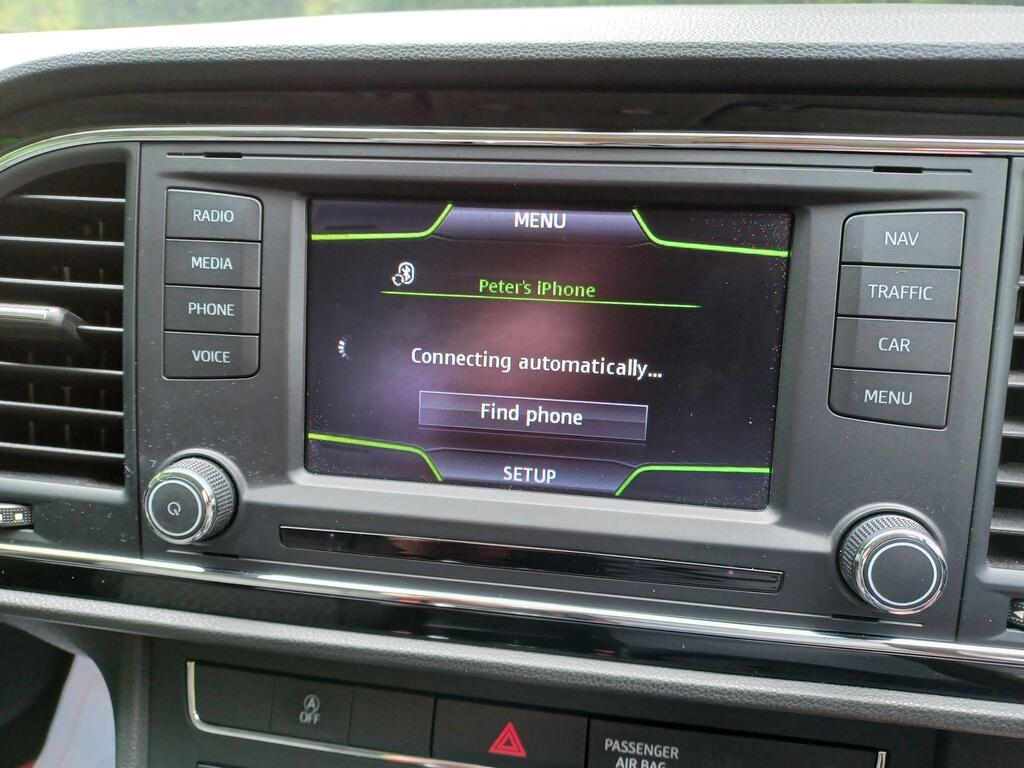 RADIO
MEDIA
PHONE
VOICE
MENU
Peter's iPhone
Connecting automatically...
Find phone
SETUP
NAV
TRAFFIC
CAR
MENU
A
OFF
PASSENGER
AIR BAG